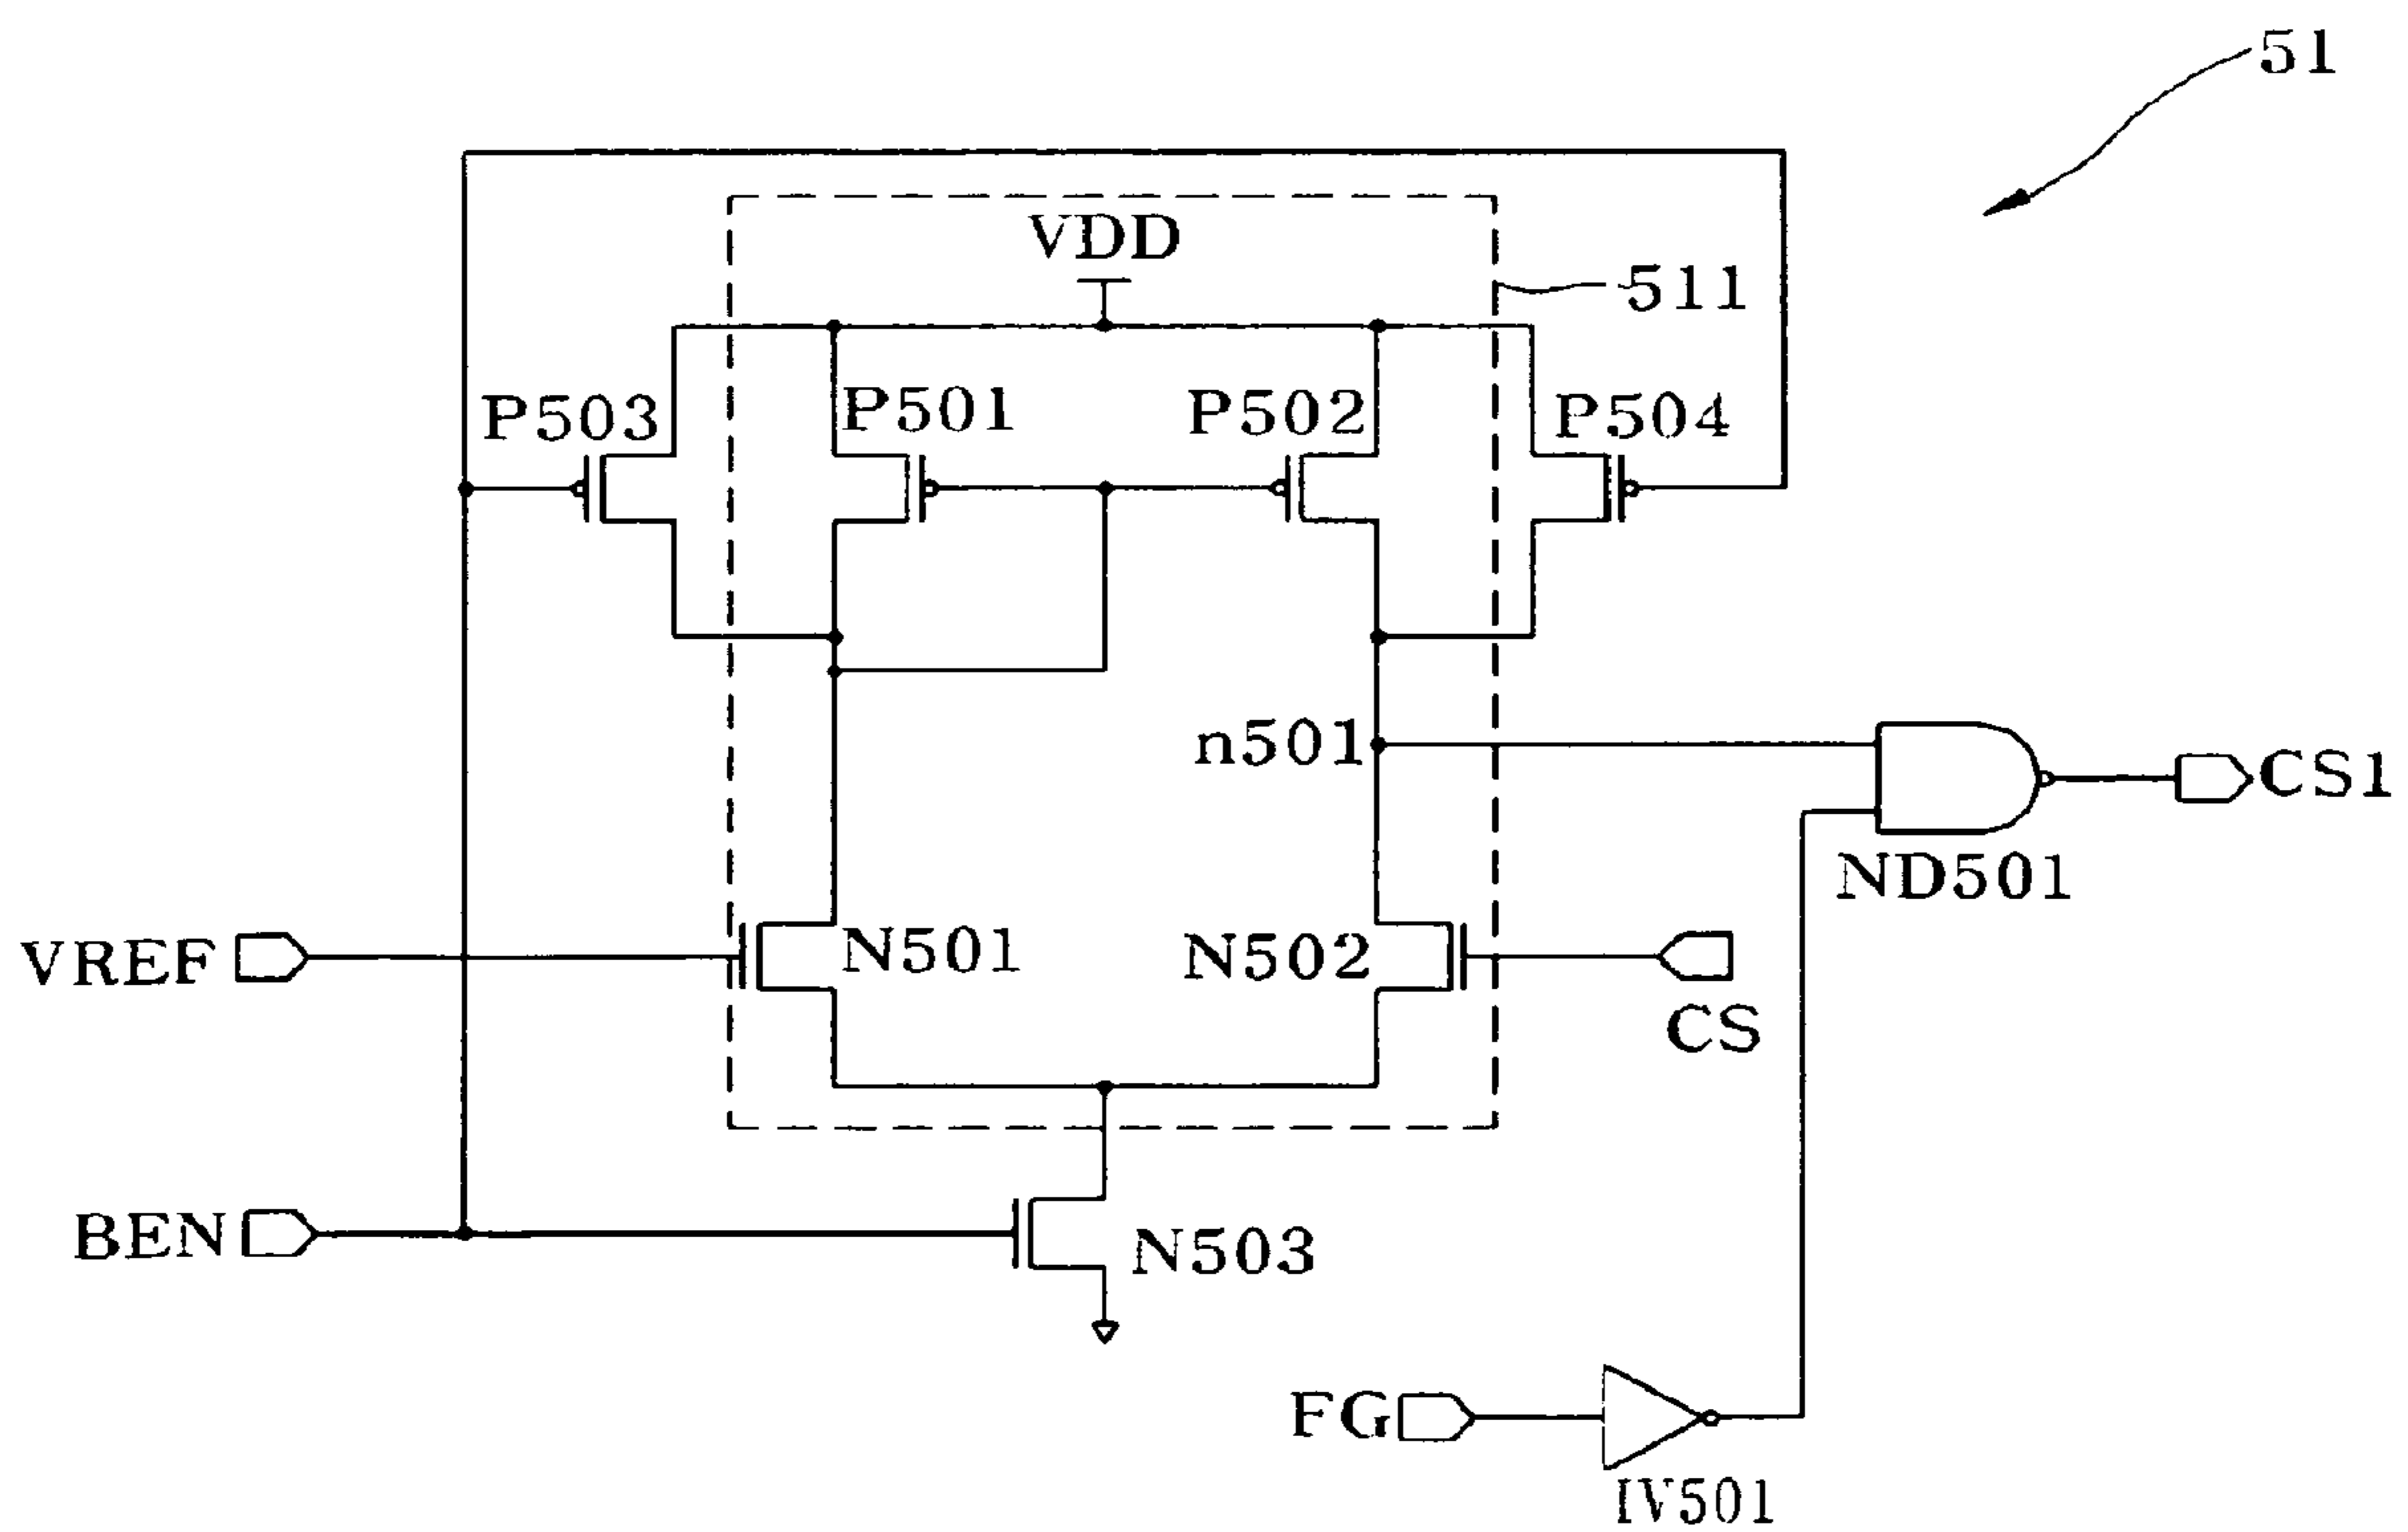 51
VDD
511
P503
P501
P502
P504
n501
CS1
ND501
VREF
N501
N502
CS
BEN
N503
FG
IV501